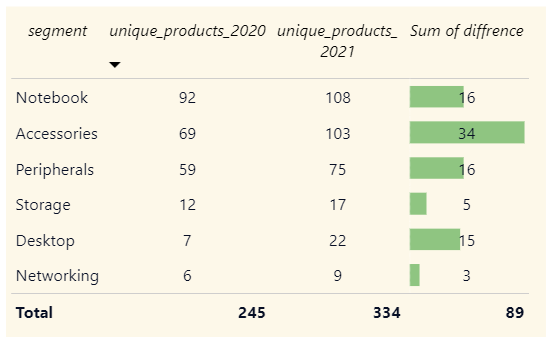 segment unique_products_2020 unique_products_ Sum of diffrence
2021
Notebook 92 108 16
Accessories 69 103 34
Peripherals 59 75 16
Storage 12 17 5
Desktop 7 22 15
Networking 6 9 3
Total 245 334 89